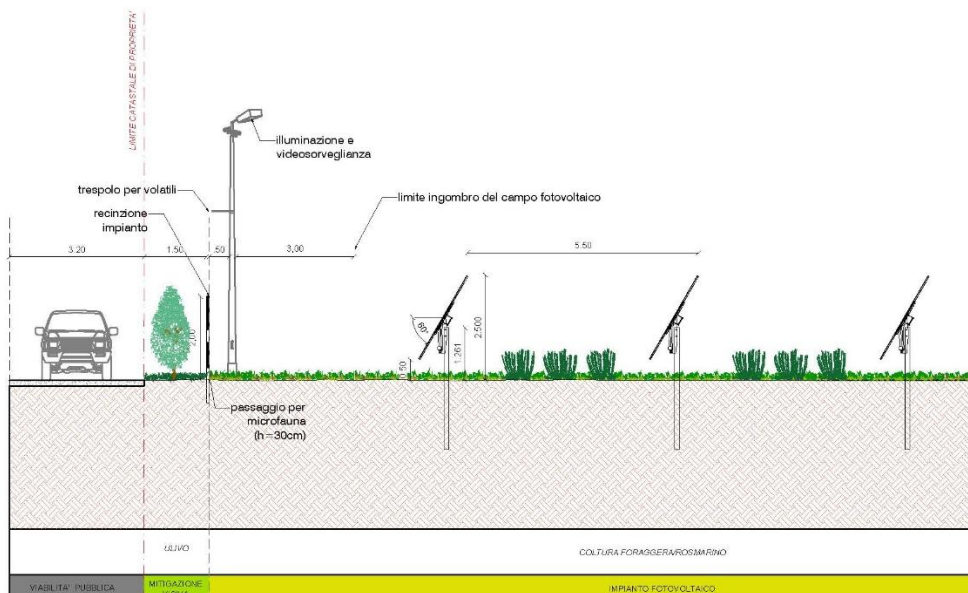 LIMITE CATASTALE DI PROPRIETA'
illuminazione e
videosorveglianza
trespolo per volatili
limite ingombro del campo fotovoltaico
recinzione
impianto
3.20
1.50
.50
3,00
5.50
2,00
60°
0.50
1.261
2.500
passaggio per
microfauna
(h=30cm)
ULIVO
COLTURA FORAGGERA/ROSMARINO
VIABILITA' PUBBLICA
MITIGAZIONE
IMPIANTO FOTOVOLTAICO